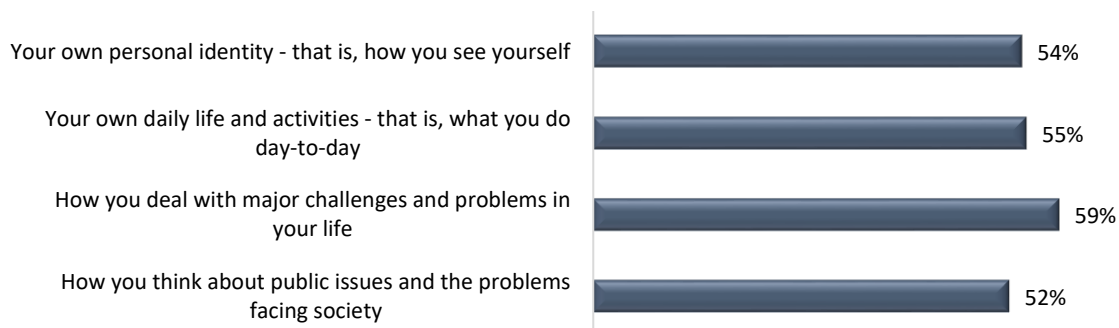 Your own personal identity - that is, how you see yourself
54%
Your own daily life and activities - that is, what you do
day-to-day
55%
How you deal with major challenges and problems in
your life
59%
How you think about public issues and the problems
facing society
52%